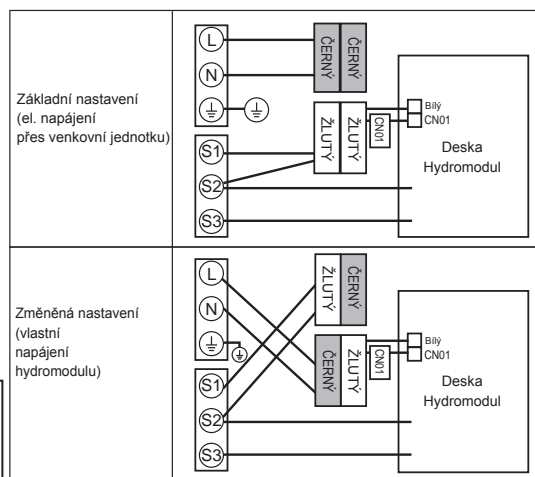 Základní nastavení
(el. napájení
přes venkovní jednotku)
L
N
S1
S2
S3
ČERNÝ
ČERNÝ
ŽLUTÝ
ŽLUTÝ
CN01
Bílý
CN01
Deska
Hydromodul
Změněná nastavení
(vlastní
napájení
hydromodulu)
L
N
S1
S2
S3
ŽLUTÝ
ČERNÝ
ČERNÝ
ŽLUTÝ
CN01
Bílý
CN01
Deska
Hydromodul